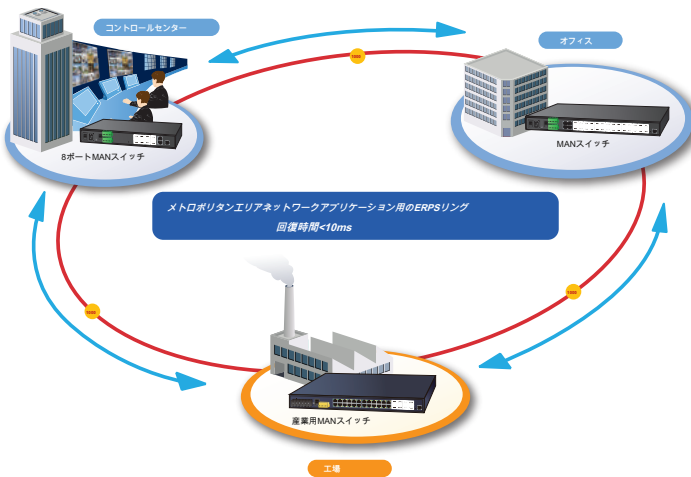 コントロールセンター
オフィス
1000
8ポートMANスイッチ
MANスイッチ
メトロポリタンエリアネットワークアプリケーション用のERPSリング
回復時間<10ms
1000
1000
産業用MANスイッチ
工場